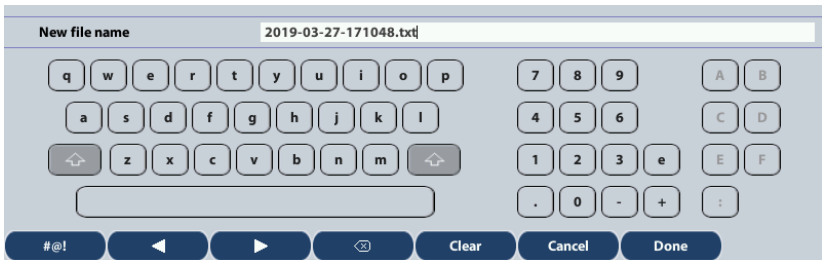 New file name 2019-03-27-171048.txt
q w e r t y u i o p 7 8 9 A B
a s d f g h j k l 4 5 6 C D
z x c v b n m 1 2 3 e E F
. 0 - + :
#@! Clear Cancel Done